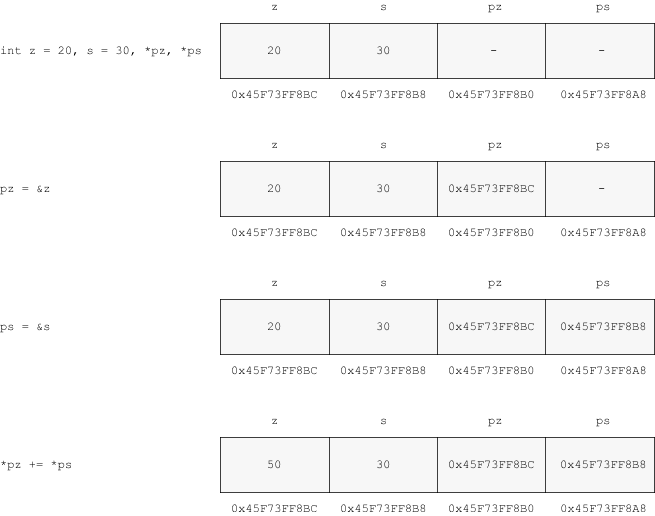 z s pz ps
int z = 20, s = 30, *pz, *ps 20 30 - -
0x45F73FF8BC 0x45F73FF8B8 0x45F73FF8B0 0x45F73FF8A8
z s pz ps
pz = &z 20 30 0x45F73FF8BC -
0x45F73FF8BC 0x45F73FF8B8 0x45F73FF8B0 0x45F73FF8A8
z s pz ps
ps = &s 20 30 0x45F73FF8BC 0x45F73FF8B8
0x45F73FF8BC 0x45F73FF8B8 0x45F73FF8B0 0x45F73FF8A8
z s pz ps
*pz += *ps 50 30 0x45F73FF8BC 0x45F73FF8B8
0x45F73FF8BC 0x45F73FF8B8 0x45F73FF8B0 0x45F73FF8A8